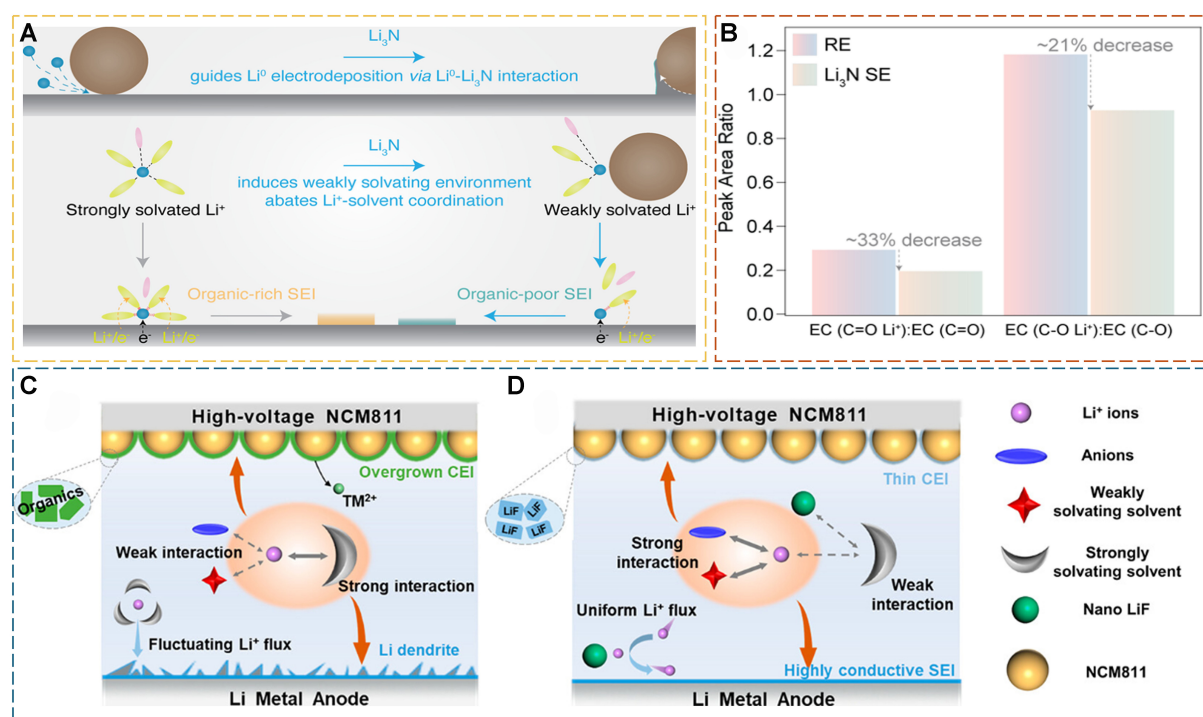 A
Li₃N
guides Li⁰ electrodeposition via Li⁰-Li₃N interaction
Li₃N
induces weakly solvating environment
abates Li⁺-solvent coordination
Strongly solvated Li⁺
Weakly solvated Li⁺
Organic-rich SEI
Organic-poor SEI
Li⁺/e⁻
e⁻
Li⁺/e⁻
e⁻
Li⁺/e⁻
B
RE
Li₃N SE
~21% decrease
~33% decrease
Peak Area Ratio
1.2
1.0
0.8
0.6
0.4
0.2
0.0
EC (C=O Li⁺):EC (C=O)
EC (C-O Li⁺):EC (C-O)
C
High-voltage NCM811
Overgrown CEI
Organics
TM²⁺
Weak interaction
Strong interaction
Fluctuating Li⁺ flux
Li dendrite
Li Metal Anode
D
High-voltage NCM811
Thin CEI
LiF
LiF
LiF
LiF
Strong
interaction
Weak
interaction
Uniform Li⁺ flux
Highly conductive SEI
Li Metal Anode
Li⁺ ions
Anions
Weakly
solvating solvent
Strongly
solvating solvent
Nano LiF
NCM811